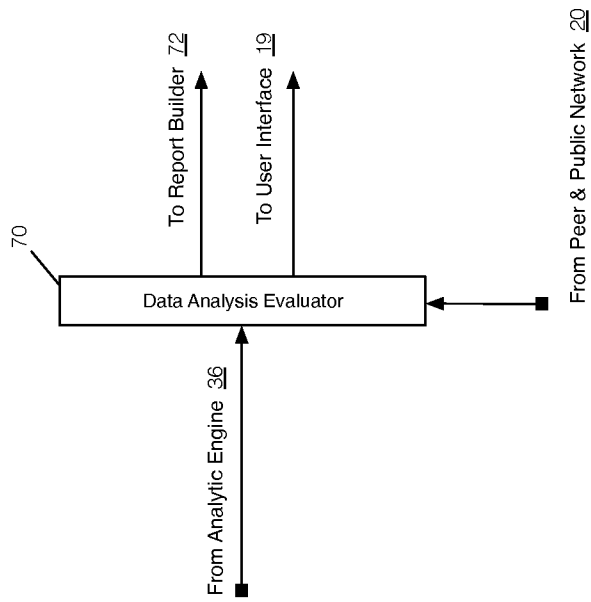 70
To Report Builder 72
To User Interface 19
Data Analysis Evaluator
From Analytic Engine 36
From Peer & Public Network 20